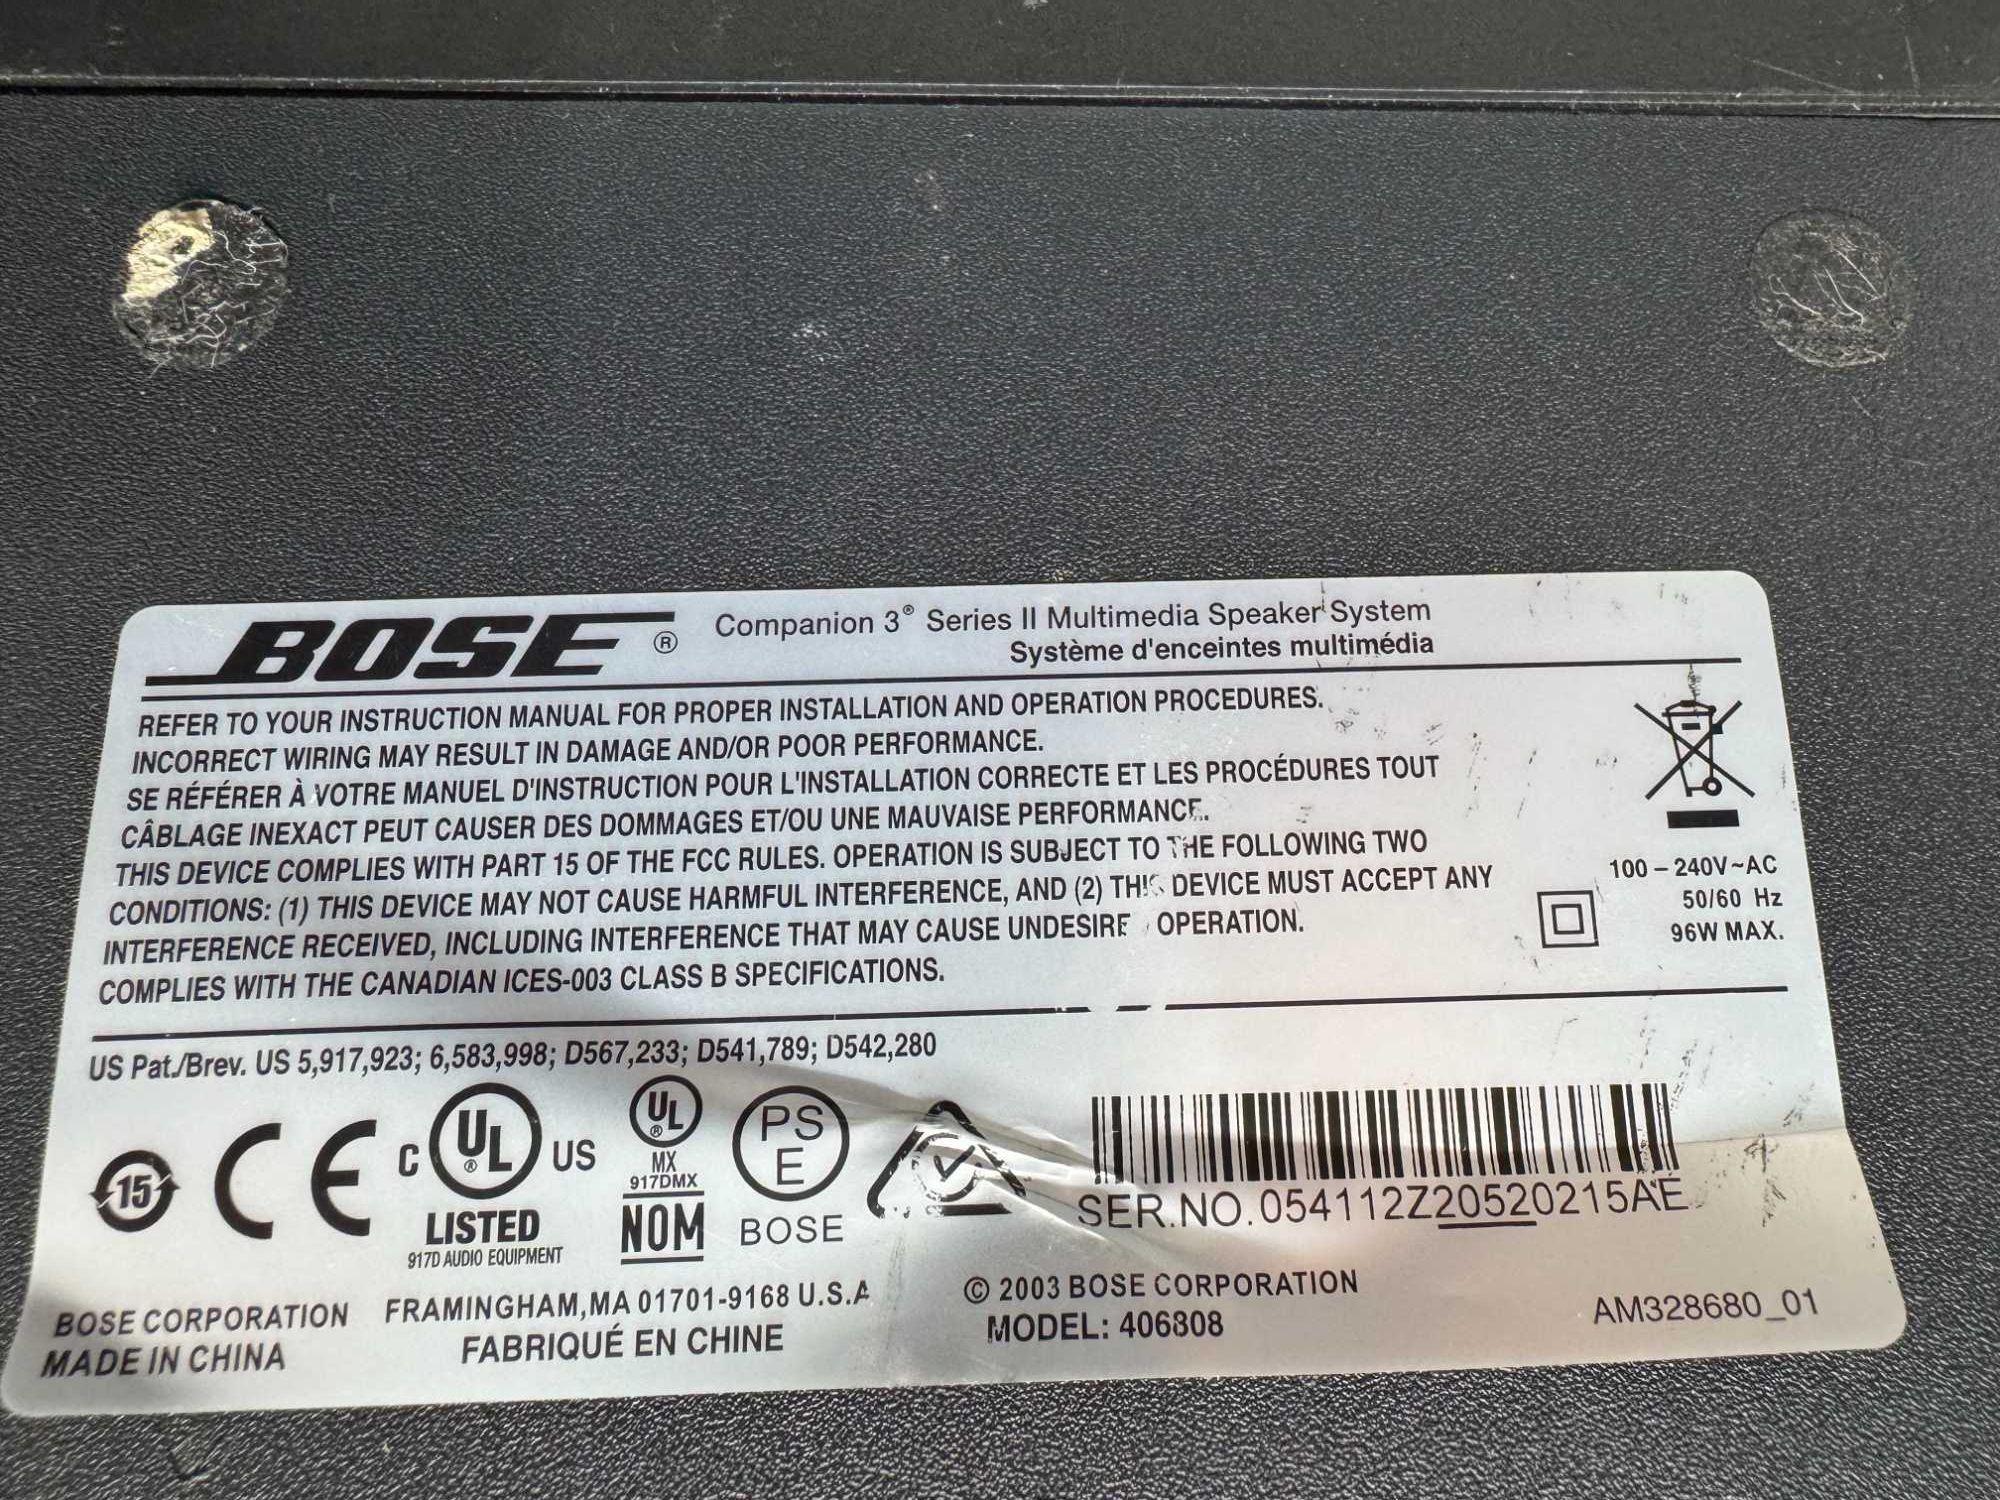 BOSE ® Companion 3® Series II Multimedia Speaker System
Système d'enceintes multimédia
REFER TO YOUR INSTRUCTION MANUAL FOR PROPER INSTALLATION AND OPERATION PROCEDURES.
INCORRECT WIRING MAY RESULT IN DAMAGE AND/OR POOR PERFORMANCE.
SE RÉFÉRER À VOTRE MANUEL D'INSTRUCTION POUR L'INSTALLATION CORRECTE ET LES PROCÉDURES TOUT
CÂBLAGE INEXACT PEUT CAUSER DES DOMMAGES ET/OU UNE MAUVAISE PERFORMANCE.
THIS DEVICE COMPLIES WITH PART 15 OF THE FCC RULES. OPERATION IS SUBJECT TO THE FOLLOWING TWO
CONDITIONS: (1) THIS DEVICE MAY NOT CAUSE HARMFUL INTERFERENCE, AND (2) THIS DEVICE MUST ACCEPT ANY
INTERFERENCE RECEIVED, INCLUDING INTERFERENCE THAT MAY CAUSE UNDESIRE OPERATION.
COMPLIES WITH THE CANADIAN ICES-003 CLASS B SPECIFICATIONS.
100 – 240V~AC
50/60 Hz
96W MAX.
US Pat./Brev. US 5,917,923; 6,583,998; D567,233; D541,789; D542,280
15 CE C UL ® US
LISTED
917D AUDIO EQUIPMENT
UL ®
MX
917DMX
NOM
PS
E
BOSE
SER.NO.054112Z20520215AE
BOSE CORPORATION FRAMINGHAM,MA 01701-9168 U.S.A
MADE IN CHINA FABRIQUÉ EN CHINE
© 2003 BOSE CORPORATION
MODEL: 406808
AM328680_01